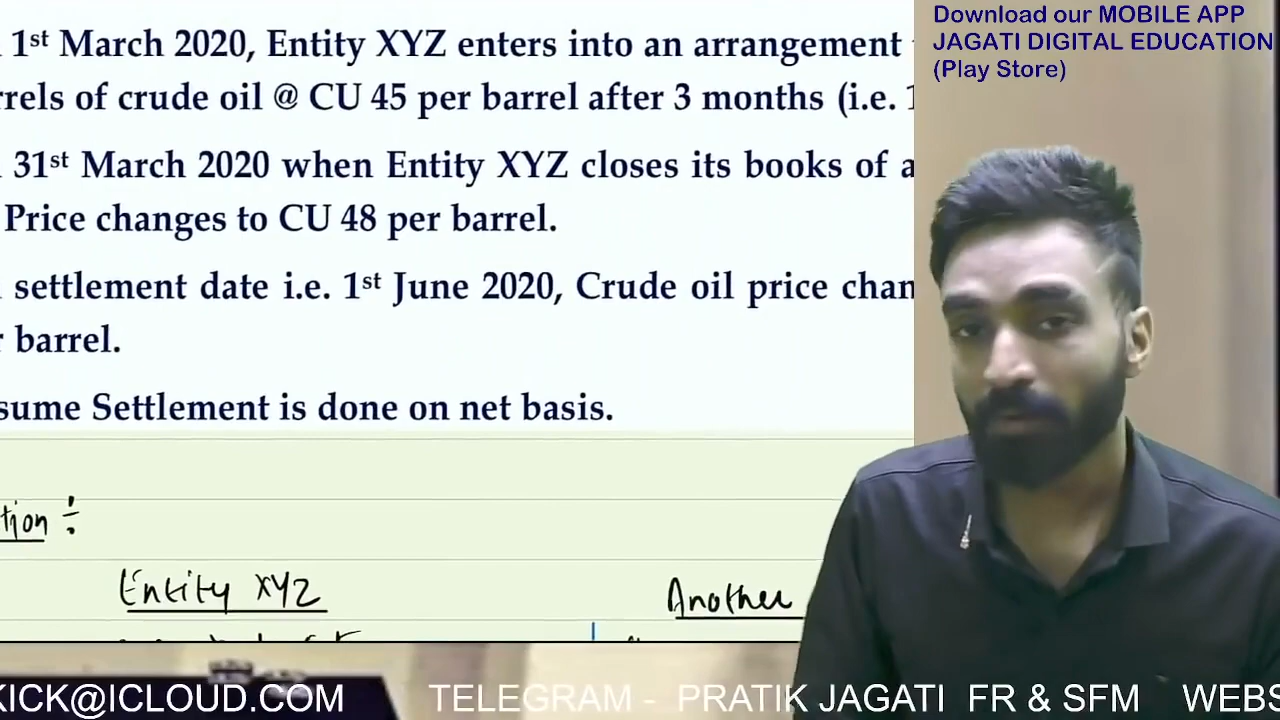 1st March 2020, Entity XYZ enters into an arrangement
rrels of crude oil @ CU 45 per barrel after 3 months (i.e. 1
31st March 2020 when Entity XYZ closes its books of a
Price changes to CU 48 per barrel.
settlement date i.e. 1st June 2020, Crude oil price chan
r barrel.
sume Settlement is done on net basis.
tion :
Entity XYZ
Another
Download our MOBILE APP
JAGATI DIGITAL EDUCATION
(Play Store)
KICK@ICLOUD.COM TELEGRAM - PRATIK JAGATI FR & SFM WEBS